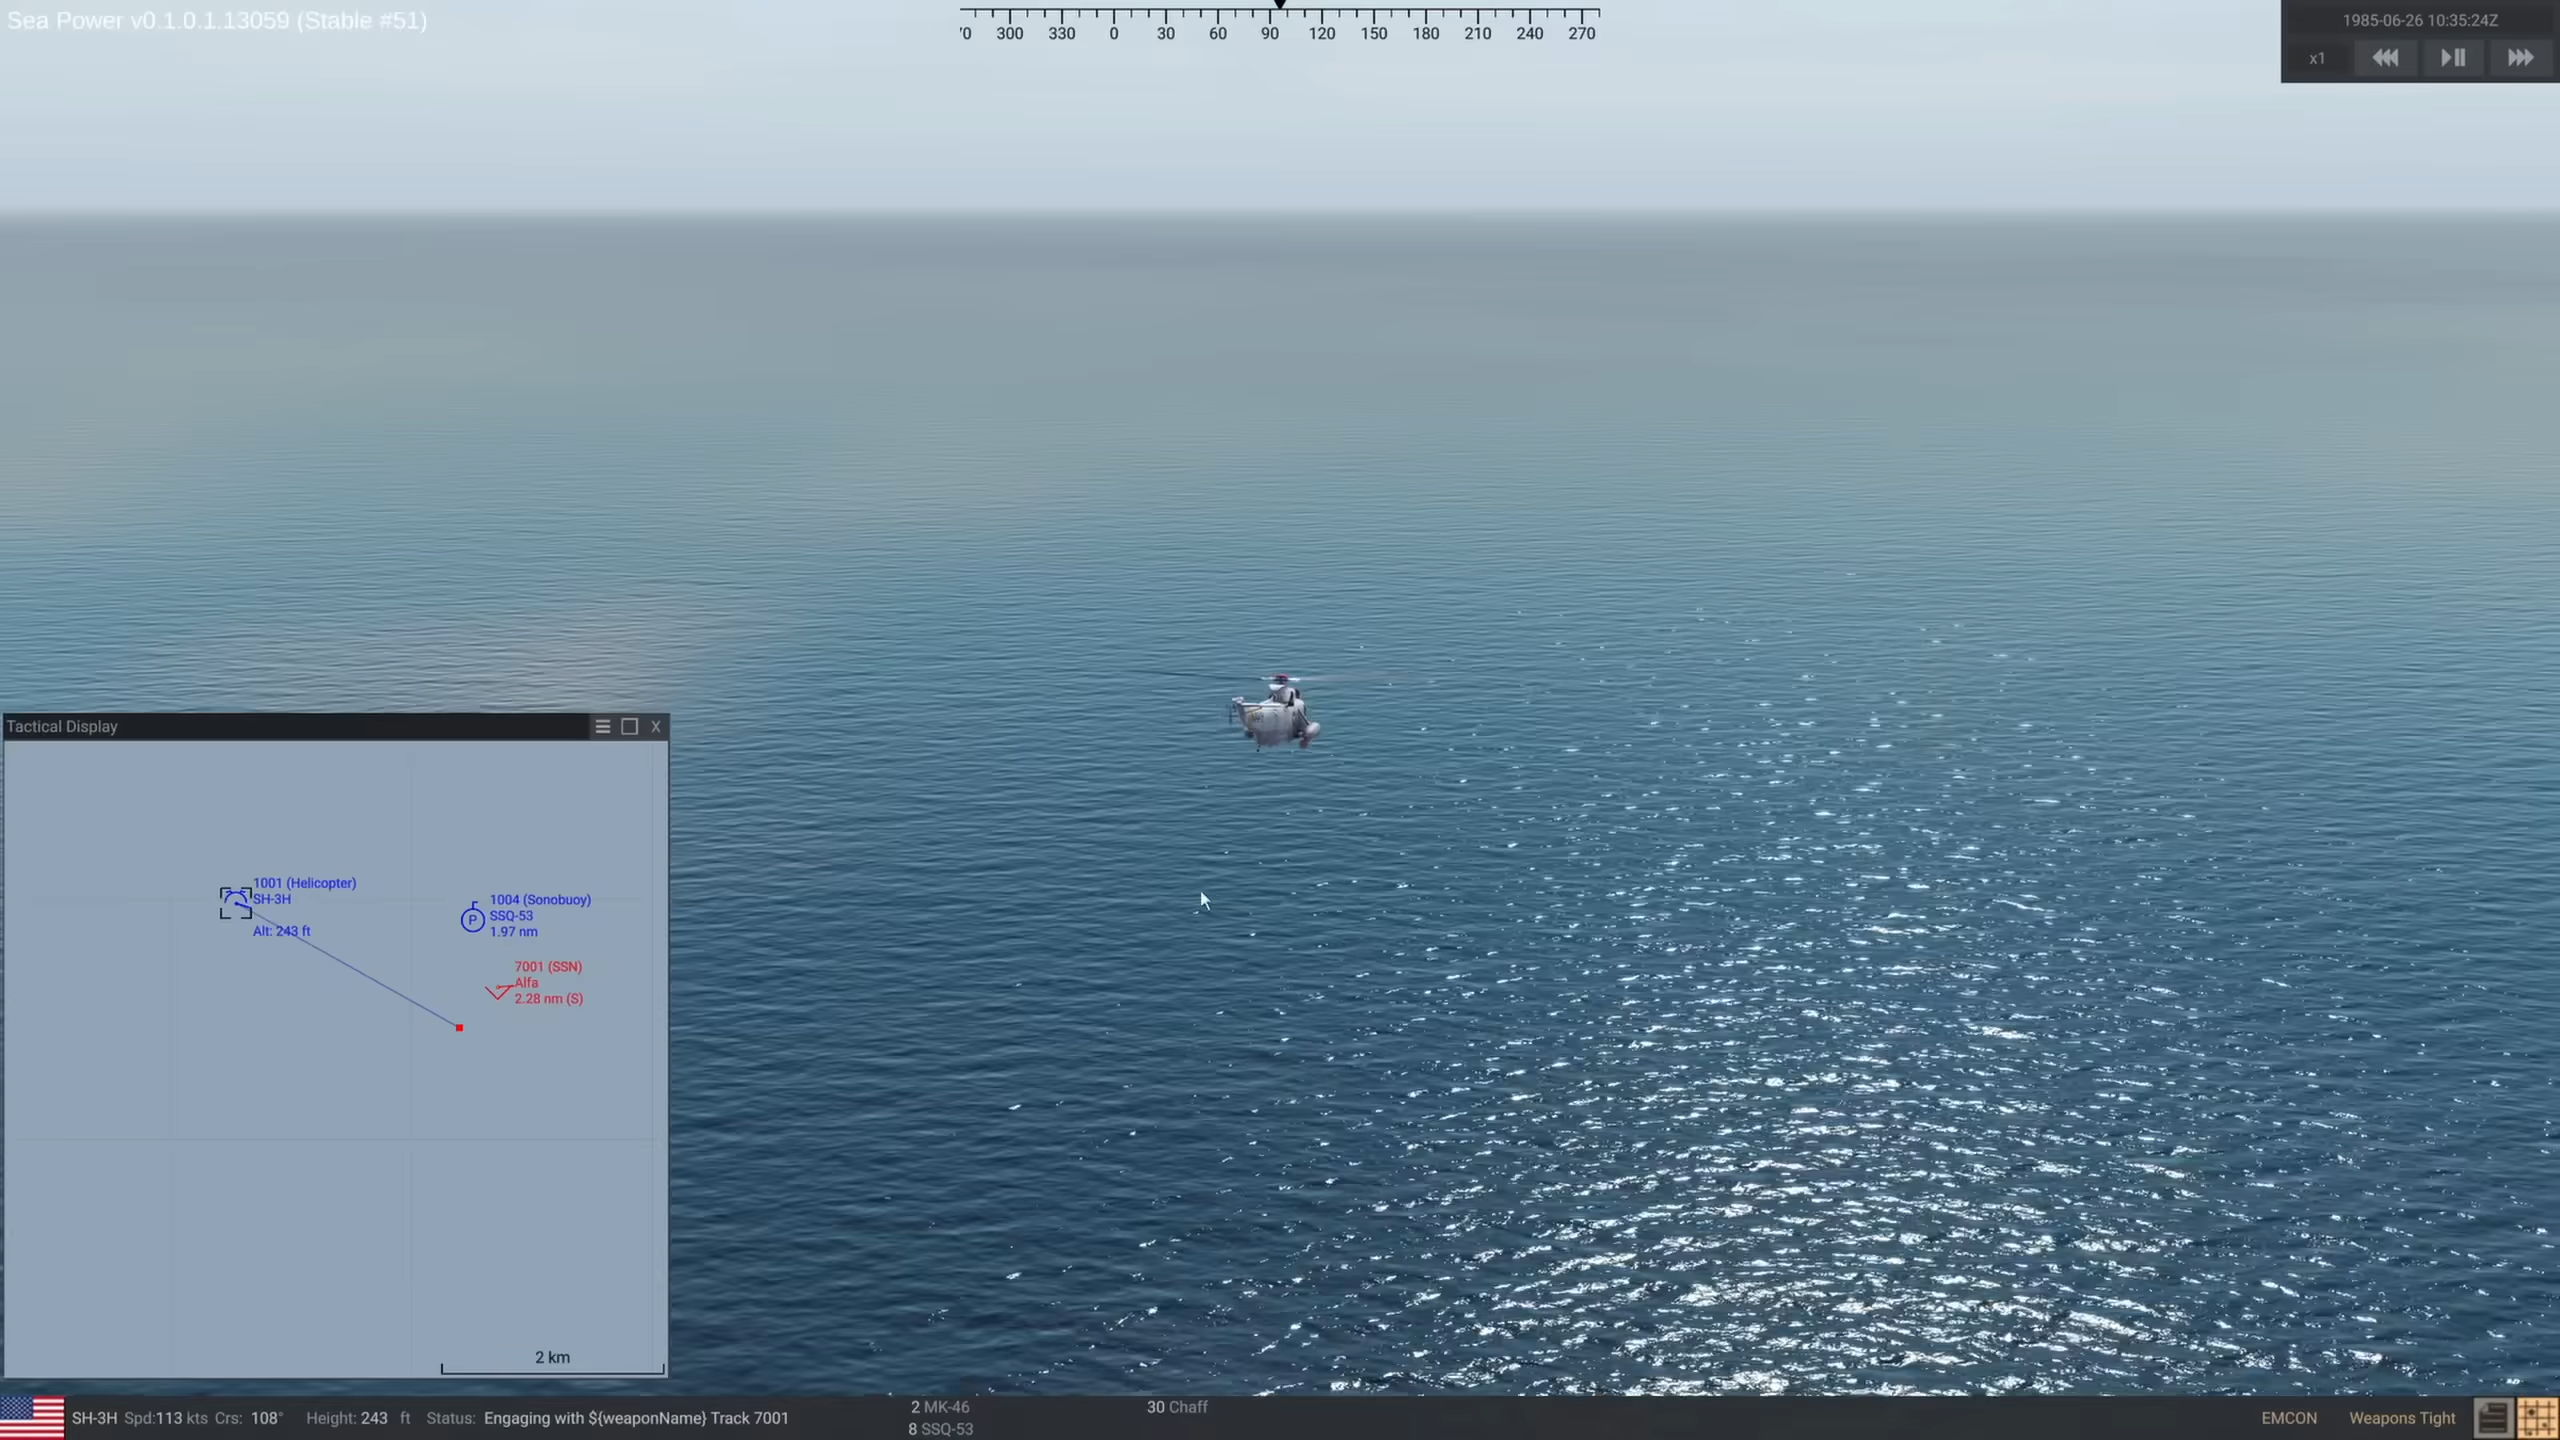 Sea Power v0.1.0.1.13059 (Stable #51)
300 330 0 30 60 90 120 150 180 210 240 270
1985-06-26 10:35:24Z
x1
Tactical Display
X
1001 (Helicopter)
SH-3H
Alt: 243 ft
P
1004 (Sonobuoy)
SSQ-53
1.97 nm
7001 (SSN)
Alfa
2.28 nm (S)
2 km
SH-3H Spd:113 kts Crs: 108° Height: 243 ft Status: Engaging with ${weaponName} Track 7001
2 MK-46
8 SSQ-53
30 Chaff
EMCON Weapons Tight